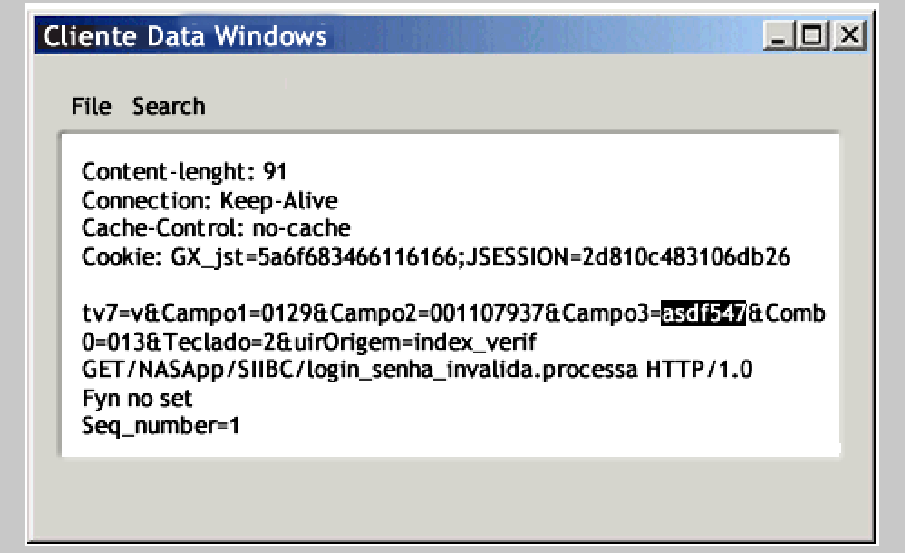 Cliente Data Windows
File Search
Content-lenght: 91
Connection: Keep-Alive
Cache-Control: no-cache
Cookie: GX_jst=5a6f683466116166;JSESSION=2d810c483106db26
tv7=v&Campo1=0129&Campo2=001107937&Campo3=asdf547&Comb
0=013&Teclado=2&uirOrigem=index_verif
GET/NASApp/SIIBC/login_senha_invalida.processa HTTP/1.0
Fyn no set
Seq_number=1